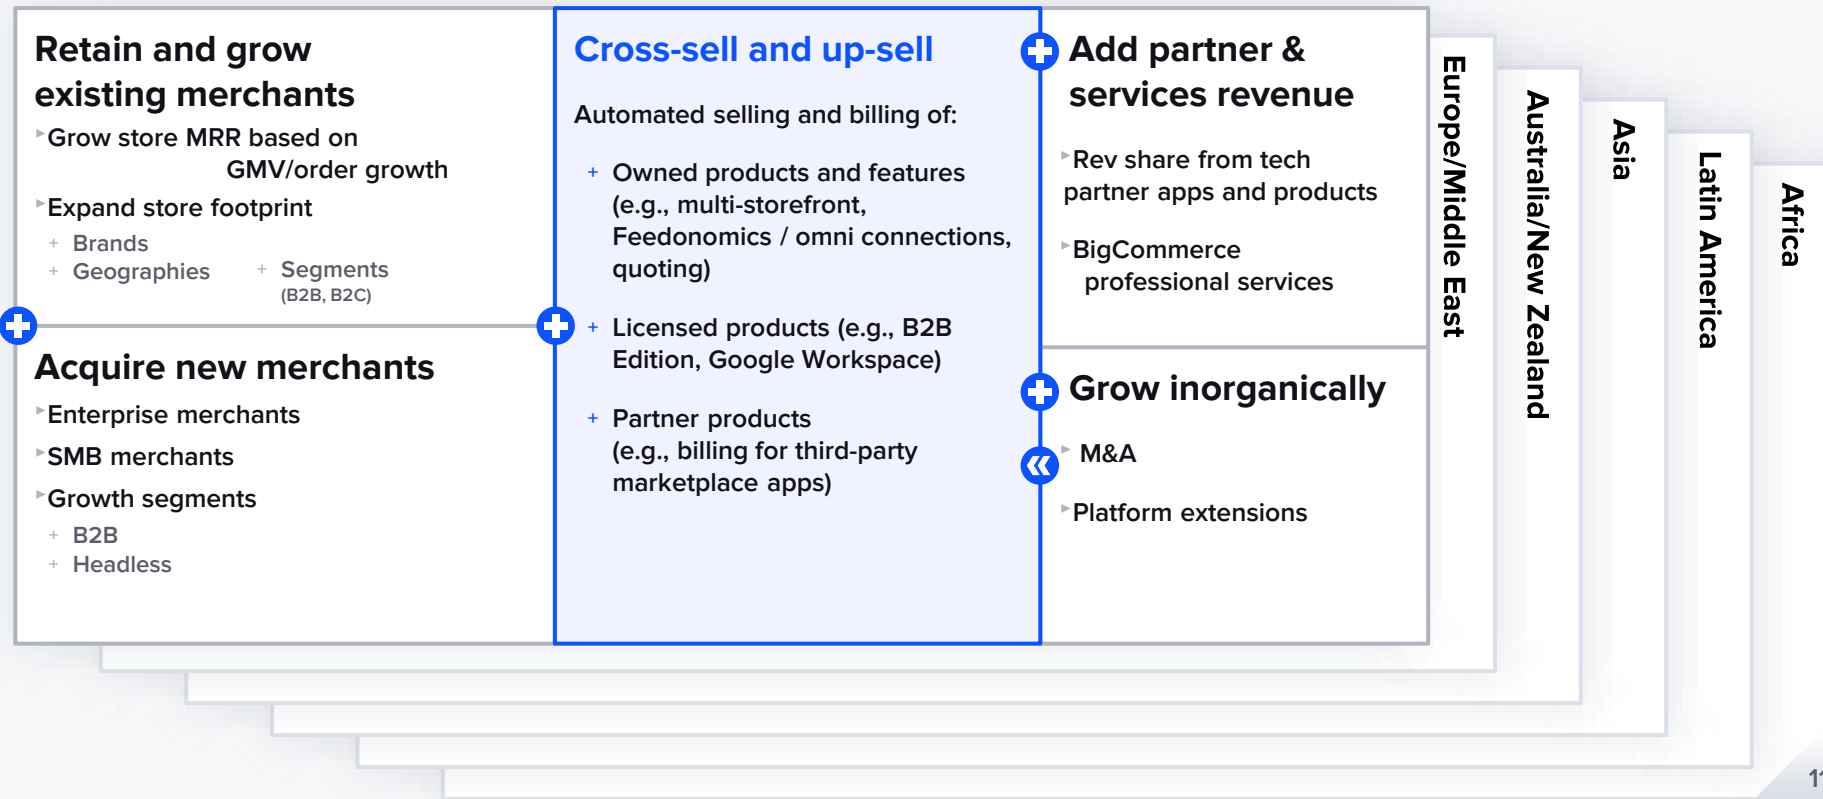 Retain and grow
existing merchants
Grow store MRR based on
GMV/order growth
Expand store footprint
+ Brands
+ Geographies
+ Segments
(B2B, B2C)
Acquire new merchants
Enterprise merchants
SMB merchants
Growth segments
+ B2B
+ Headless
Cross-sell and up-sell
Automated selling and billing of:
+ Owned products and features
(e.g., multi-storefront,
Feedonomics / omni connections,
quoting)
+ Licensed products (e.g., B2B
Edition, Google Workspace)
+ Partner products
(e.g., billing for third-party
marketplace apps)
Add partner &
services revenue
Rev share from tech
partner apps and products
BigCommerce
professional services
Grow inorganically
M&A
Platform extensions
Europe/Middle East
Australia/New Zealand
Asia
Latin America
Africa